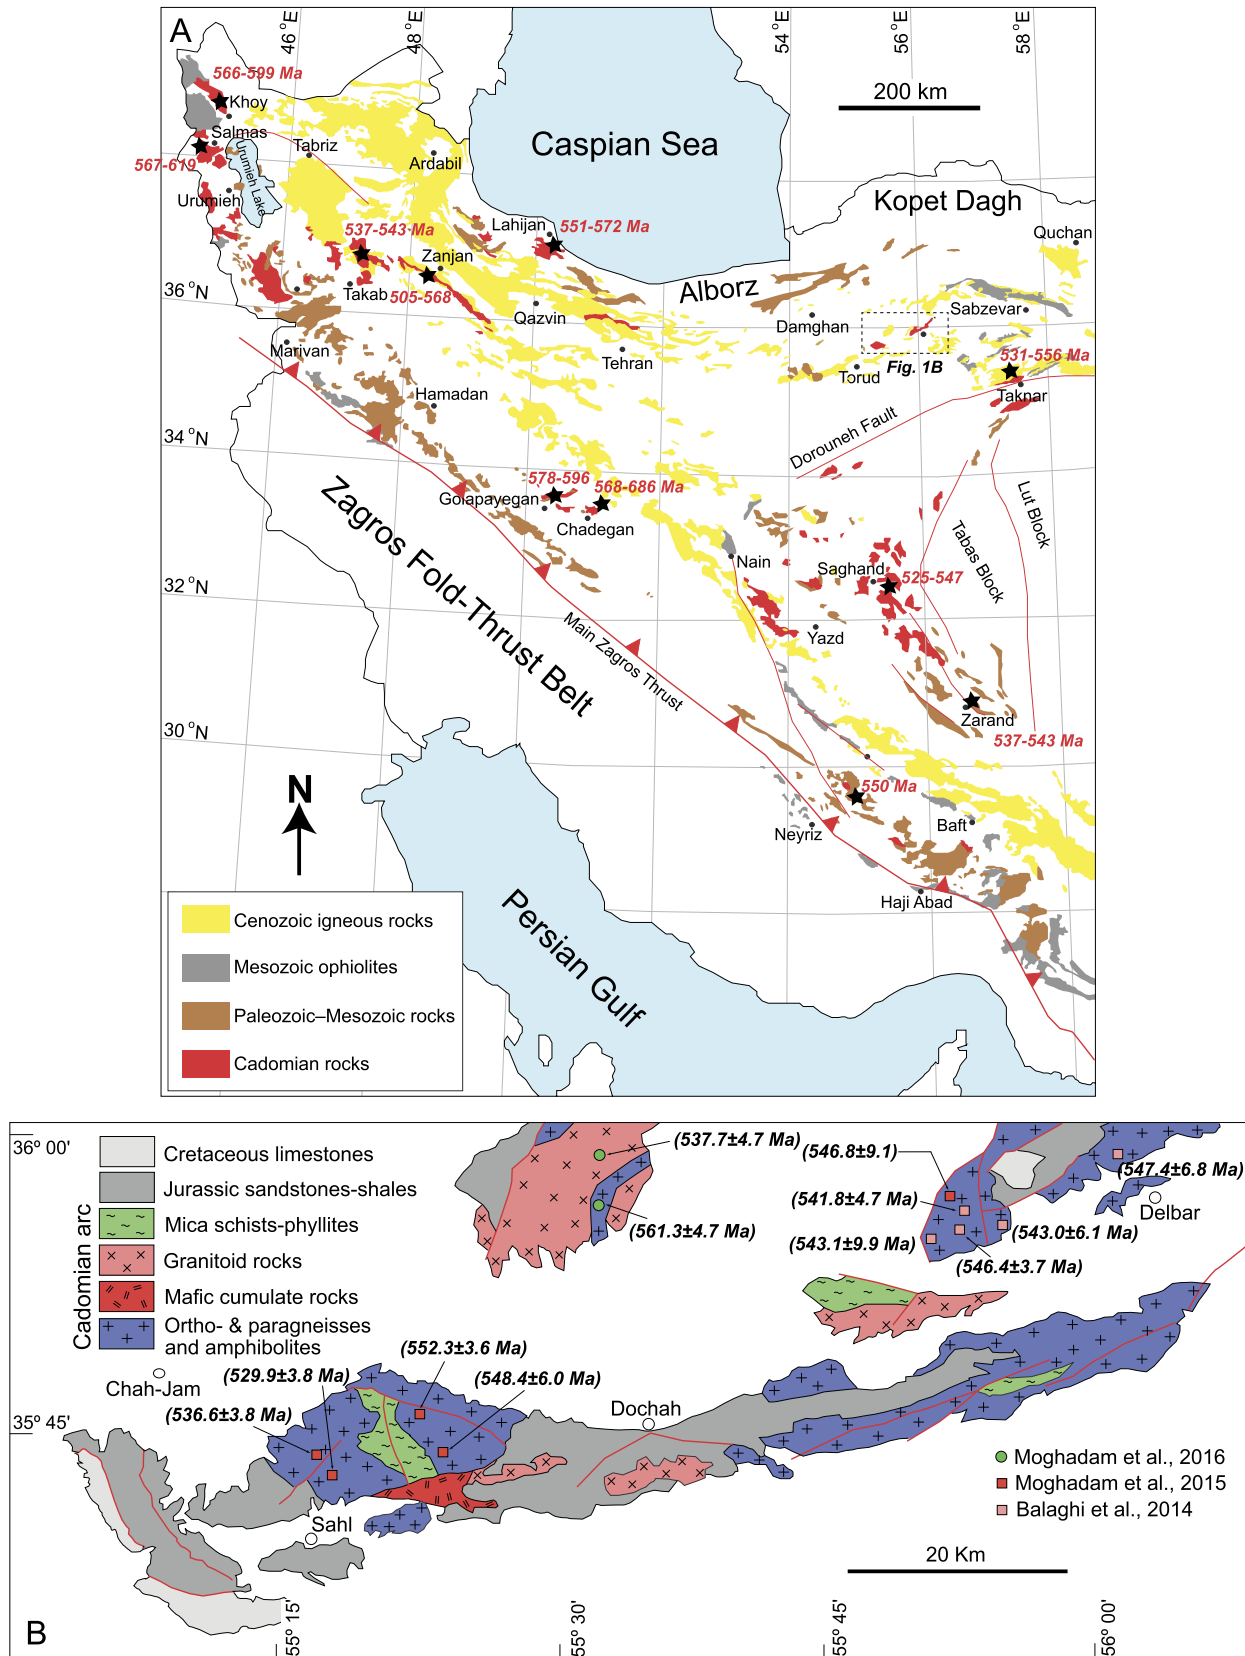 A
46 °E
48 °E
54 °E
56 °E
58 °E
566-599 Ma
Khoy
Salmas
567-619
Urumieh Lake
Urumieh
Tabriz
Ardabil
Caspian Sea
200 km
Kopet Dagh
Quchan
Lahijan
551-572 Ma
537-543 Ma
Zanjan
Takab
505-568
Qazvin
Alborz
Damghan
Sabzevar
36 °N
Marivan
Tehran
Torud
Fig. 1B
531-556 Ma
Taknar
Hamadan
Dorouneh Fault
34 °N
578-596
568-686 Ma
Golapayegan
Chadegan
Zagros Fold-Thrust Belt
Nain
Saghand
525-547
Tabas Block
Lut Block
32 °N
Yazd
Main Zagros Thrust
Zarand
537-543 Ma
30 °N
550 Ma
Neyriz
Baft
Haji Abad
N
Persian Gulf
Cenozoic igneous rocks
Mesozoic ophiolites
Paleozoic–Mesozoic rocks
Cadomian rocks
36º 00'
Cretaceous limestones
Jurassic sandstones-shales
Mica schists-phyllites
Granitoid rocks
Mafic cumulate rocks
Ortho- & paragneisses
and amphibolites
Cadomian arc
(537.7±4.7 Ma)
(561.3±4.7 Ma)
(546.8±9.1)
(541.8±4.7 Ma)
(543.1±9.9 Ma)
(547.4±6.8 Ma)
Delbar
(543.0±6.1 Ma)
(546.4±3.7 Ma)
Chah-Jam
(552.3±3.6 Ma)
(529.9±3.8 Ma)
(548.4±6.0 Ma)
(536.6±3.8 Ma)
35º 45'
Dochah
Sahl
Moghadam et al., 2016
Moghadam et al., 2015
Balaghi et al., 2014
20 Km
B
55º 15'
55º 30'
55º 45'
56º 00'